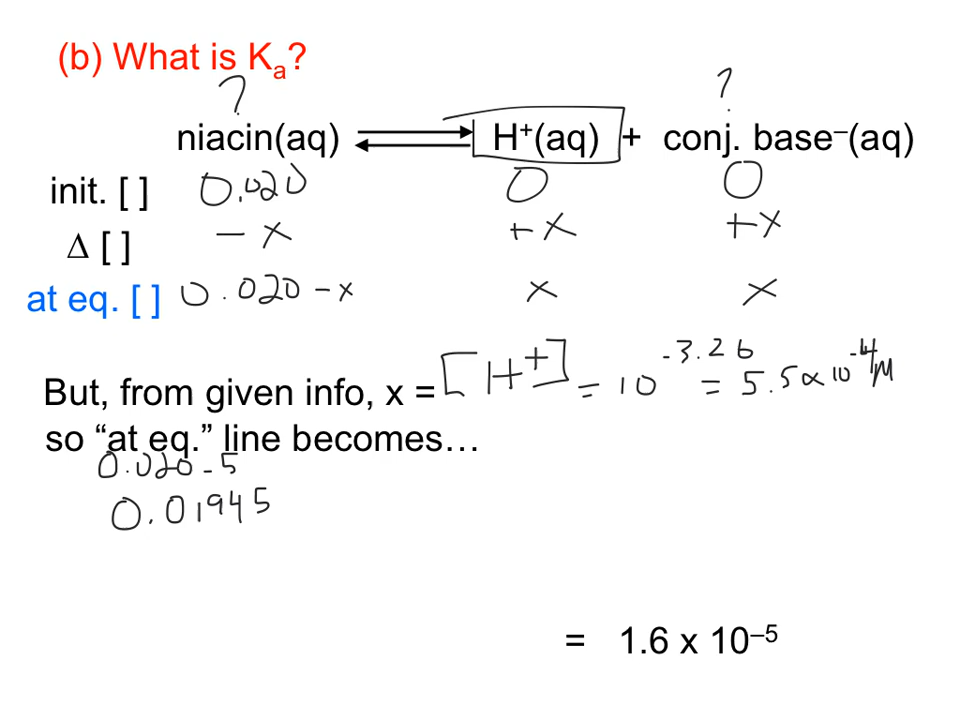 (b) What is Ka?
? ?
niacin(aq) H+(aq) + conj. base–(aq)
init. [ ] 0.020 0 0
Δ [ ] - x + x + x
at eq. [ ] 0.020 - x x x
But, from given info, x = [H+] = 10^-3.26 = 5.5 x 10^-4 M
so “at eq.” line becomes…
0.020 - 5
0.01945
= 1.6 x 10–5